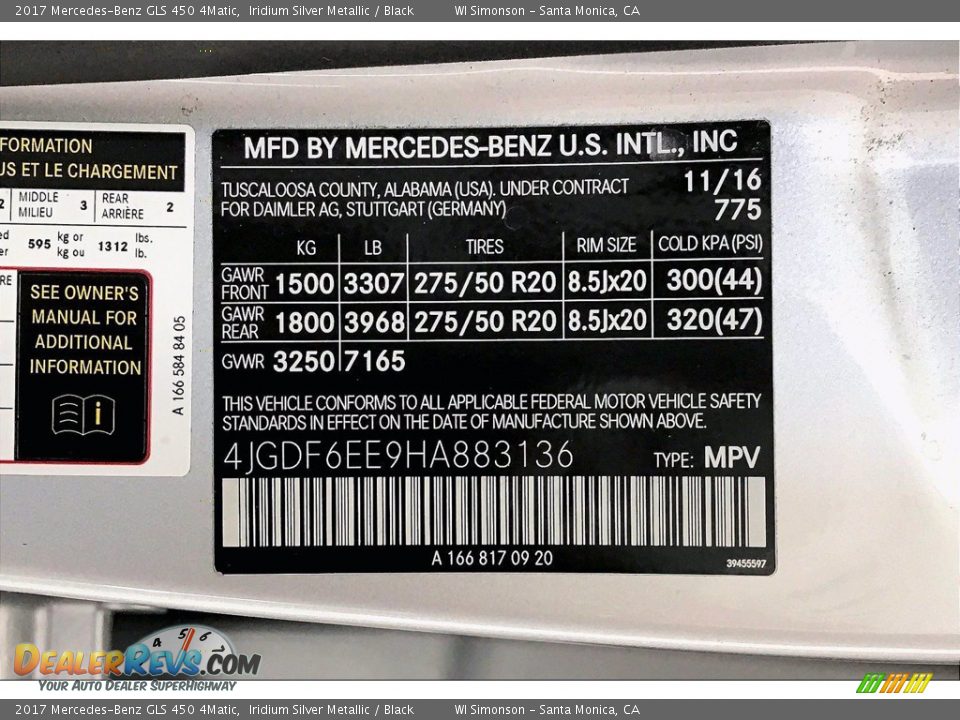 2017 Mercedes-Benz GLS 450 4Matic,  Iridium Silver Metallic / Black    WI Simonson - Santa Monica, CA
FORMATION
US ET LE CHARGEMENT
2 MIDDLE MILIEU 3 REAR ARRIÈRE 2
595 kg or kg ou 1312 lbs. lb.
SEE OWNER'S
MANUAL FOR
ADDITIONAL
INFORMATION
i
A 166 584 84 05
MFD BY MERCEDES-BENZ U.S. INTL., INC
TUSCALOOSA COUNTY, ALABAMA (USA). UNDER CONTRACT 11/16
FOR DAIMLER AG, STUTTGART (GERMANY) 775
KG LB TIRES RIM SIZE COLD KPA (PSI)
GAWR FRONT 1500 3307 275/50 R20 8.5Jx20 300(44)
GAWR REAR 1800 3968 275/50 R20 8.5Jx20 320(47)
GVWR 3250 7165
THIS VEHICLE CONFORMS TO ALL APPLICABLE FEDERAL MOTOR VEHICLE SAFETY
STANDARDS IN EFFECT ON THE DATE OF MANUFACTURE SHOWN ABOVE.
4JGDF6EE9HA883136 TYPE: MPV
A 166 817 09 20
39455597
4 5 6
DEALERREVS.COM
YOUR AUTO DEALER SUPERHIGHWAY
2017 Mercedes-Benz GLS 450 4Matic,  Iridium Silver Metallic / Black    WI Simonson - Santa Monica, CA